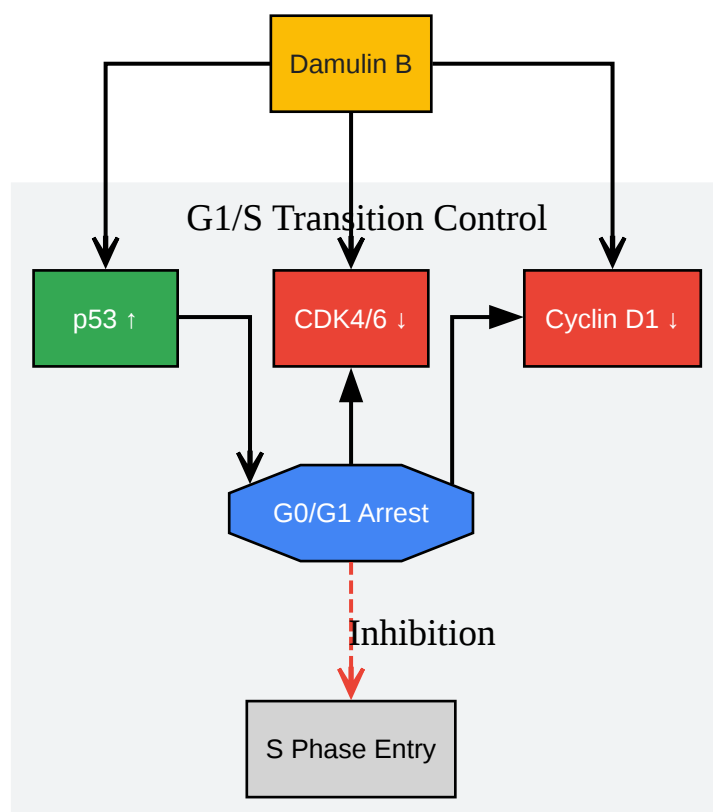 Damulin B
G1/S Transition Control
p53 ↑
CDK4/6 ↓
Cyclin D1 ↓
G0/G1 Arrest
Inhibition
S Phase Entry